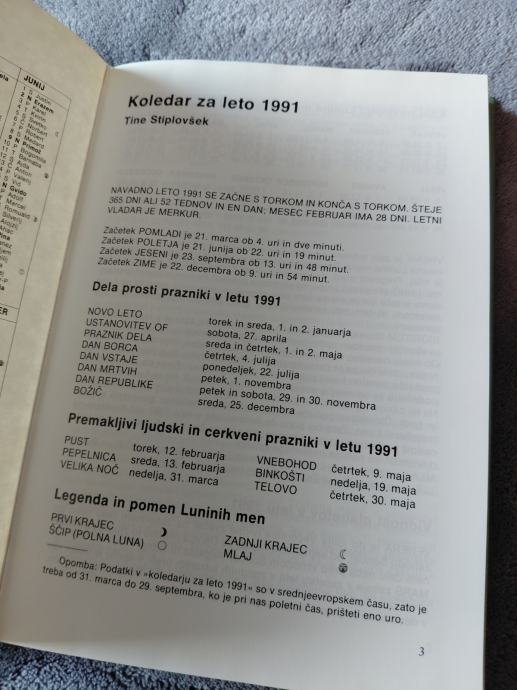 JUNIJ
Koledar za leto 1991
Tine Stiplovšek
NAVADNO LETO 1991 SE ZAČNE S TORKOM IN KONČA S TORKOM. ŠTEJE
365 DNI ALI 52 TEDNOV IN EN DAN; MESEC FEBRUAR IMA 28 DNI. LETNI
VLADAR JE MERKUR.
Začetek POMLADI je 21. marca ob 4. uri in dve minuti.
Začetek POLETJA je 21. junija ob 22. uri in 19 minut.
Začetek JESENI je 23. septembra ob 13. uri in 48 minut.
Začetek ZIME je 22. decembra ob 9. uri in 54 minut.
Dela prosti prazniki v letu 1991
NOVO LETO torek in sreda, 1. in 2. januarja
USTANOVITEV OF sobota, 27. aprila
PRAZNIK DELA sreda in četrtek, 1. in 2. maja
DAN BORCA četrtek, 4. julija
DAN VSTAJE ponedeljek, 22. julija
DAN MRTVIH petek, 1. novembra
DAN REPUBLIKE petek in sobota, 29. in 30. novembra
BOŽIČ sreda, 25. decembra
Premakljivi ljudski in cerkveni prazniki v letu 1991
PUST torek, 12. februarja VNEBOHOD četrtek, 9. maja
PEPELNICA sreda, 13. februarja BINKOŠTI nedelja, 19. maja
VELIKA NOČ nedelja, 31. marca TELOVO četrtek, 30. maja
Legenda in pomen Luninih men
PRVI KRAJEC ZADNJI KRAJEC
ŠČIP (POLNA LUNA) MLAJ
Opomba: Podatki v »koledarju za leto 1991« so v srednjeevropskem času, zato je
treba od 31. marca do 29. septembra, ko je pri nas poletni čas, prišteti eno uro.
3